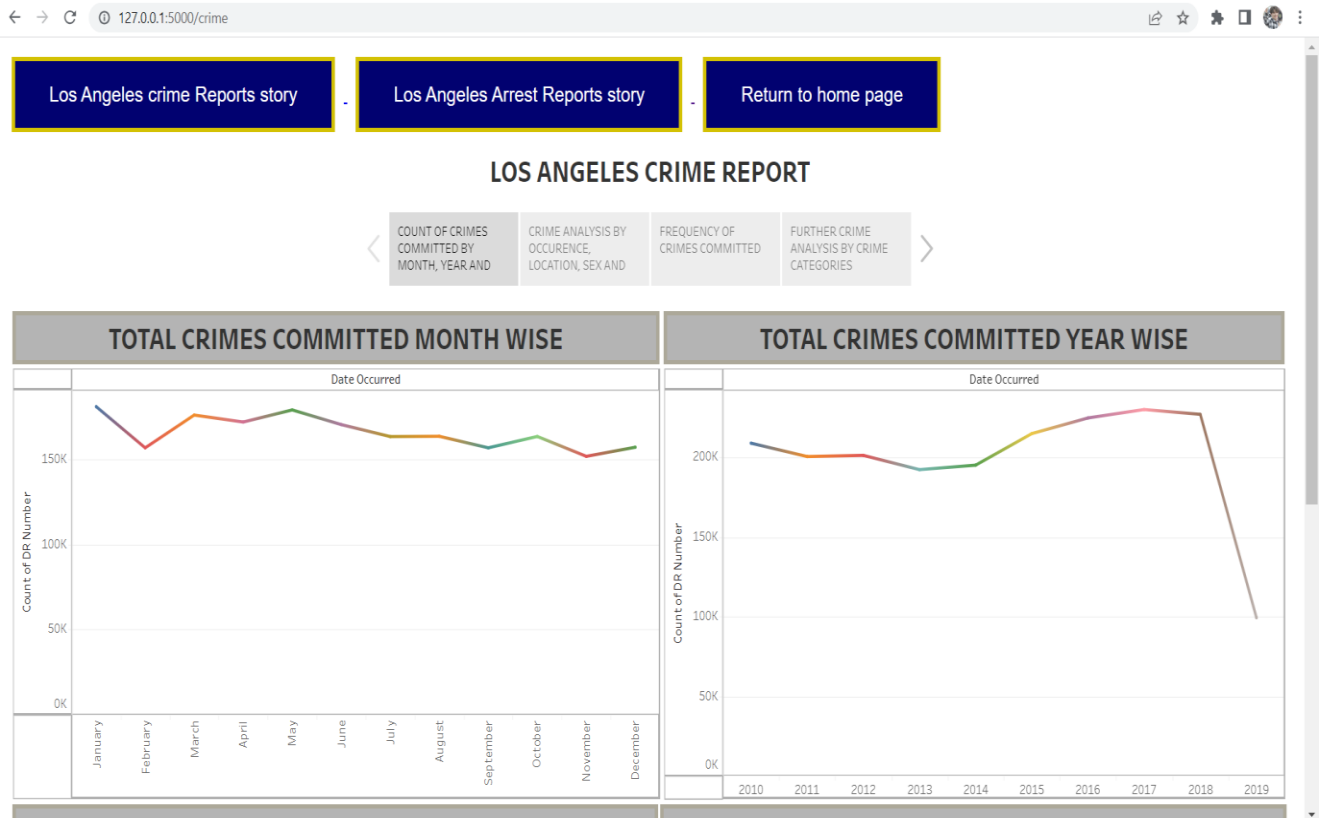 127.0.0.1:5000/crime
Los Angeles crime Reports story
-
Los Angeles Arrest Reports story
-
Return to home page
LOS ANGELES CRIME REPORT
COUNT OF CRIMES
COMMITTED BY
MONTH, YEAR AND
CRIME ANALYSIS BY
OCCURENCE,
LOCATION, SEX AND
FREQUENCY OF
CRIMES COMMITTED
FURTHER CRIME
ANALYSIS BY CRIME
CATEGORIES
TOTAL CRIMES COMMITTED MONTH WISE
Date Occurred
Count of DR Number
150K
100K
50K
0K
January
February
March
April
May
June
July
August
September
October
November
December
TOTAL CRIMES COMMITTED YEAR WISE
Date Occurred
Count of DR Number
200K
150K
100K
50K
0K
2010
2011
2012
2013
2014
2015
2016
2017
2018
2019